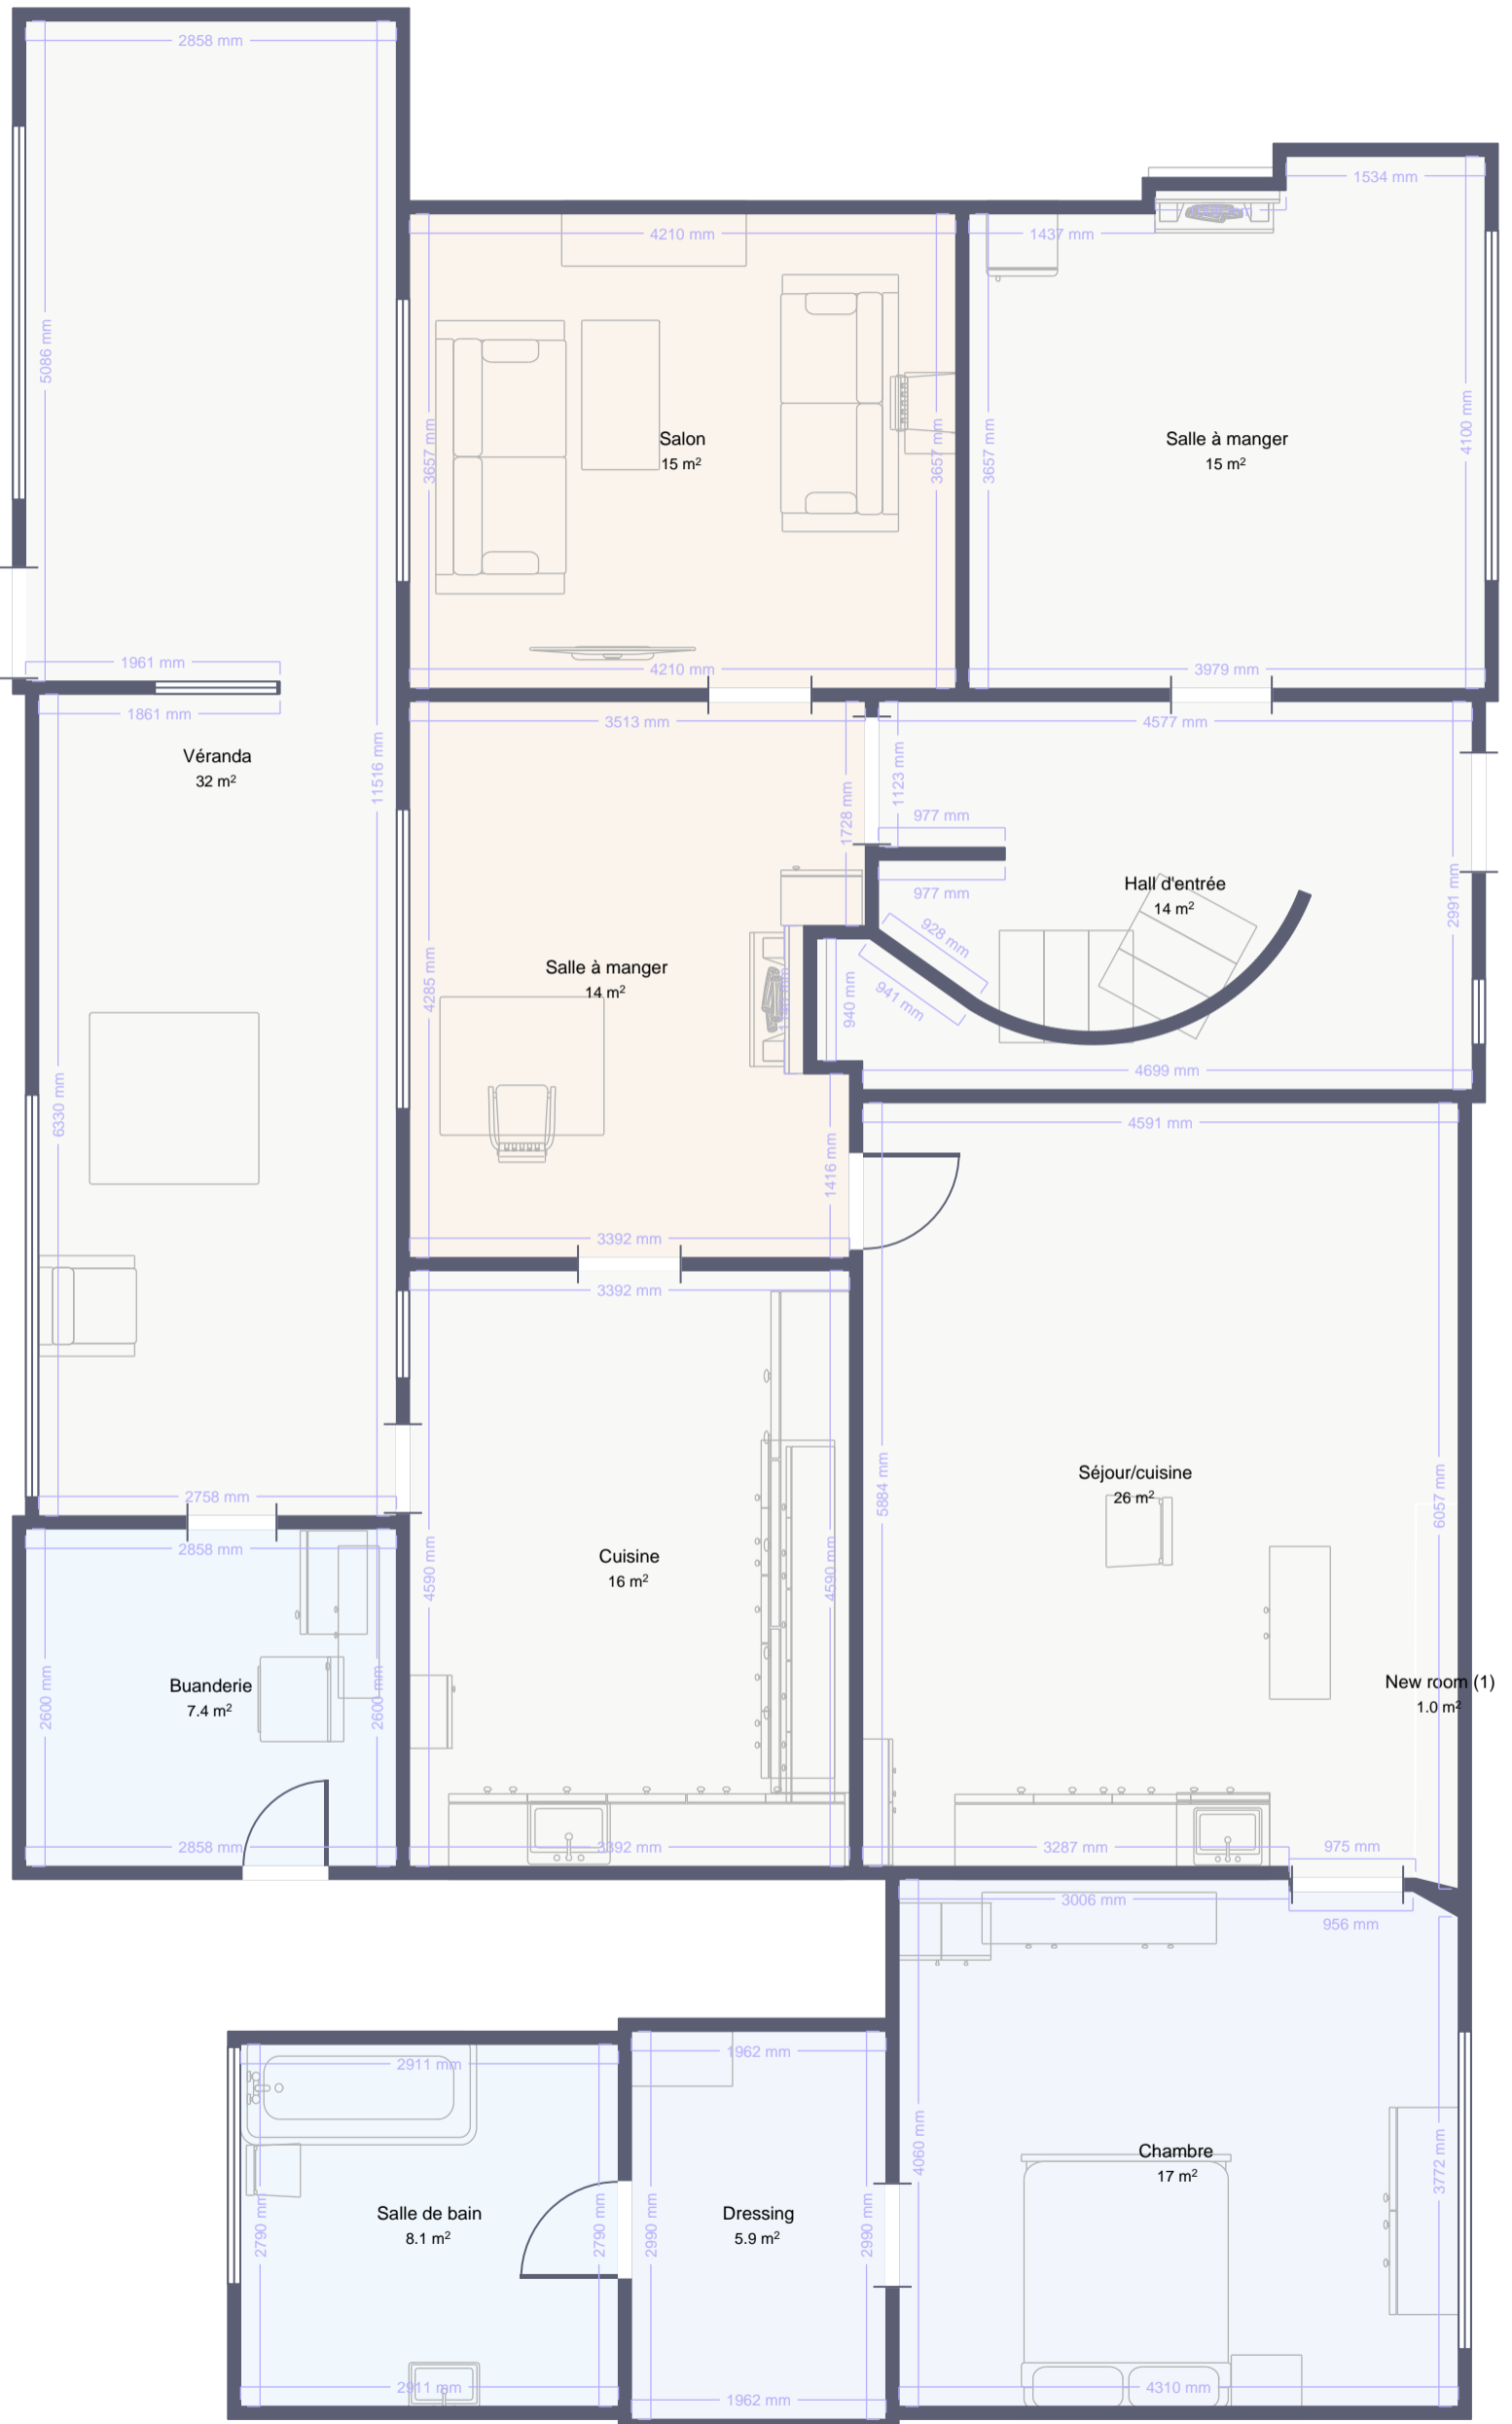 2858 mm
1534 mm
4210 mm
1437 mm
5086 mm
3657 mm
3657 mm
3657 mm
4100 mm
Salon
15 m²
Salle à manger
15 m²
1961 mm
4210 mm
3979 mm
1861 mm
3513 mm
4577 mm
Véranda
32 m²
11516 mm
1728 mm
1123 mm
977 mm
977 mm
Hall d'entrée
14 m²
2991 mm
928 mm
941 mm
Salle à manger
14 m²
4285 mm
940 mm
4699 mm
6330 mm
4591 mm
1416 mm
3392 mm
3392 mm
Séjour/cuisine
26 m²
5884 mm
6057 mm
2758 mm
2858 mm
Cuisine
16 m²
4590 mm
4590 mm
Buanderie
7.4 m²
2600 mm
2600 mm
New room (1)
1.0 m²
2858 mm
3392 mm
3287 mm
975 mm
3006 mm
956 mm
2911 mm
1962 mm
4060 mm
3772 mm
Chambre
17 m²
Salle de bain
8.1 m²
Dressing
5.9 m²
2790 mm
2790 mm
2990 mm
2990 mm
2911 mm
1962 mm
4310 mm